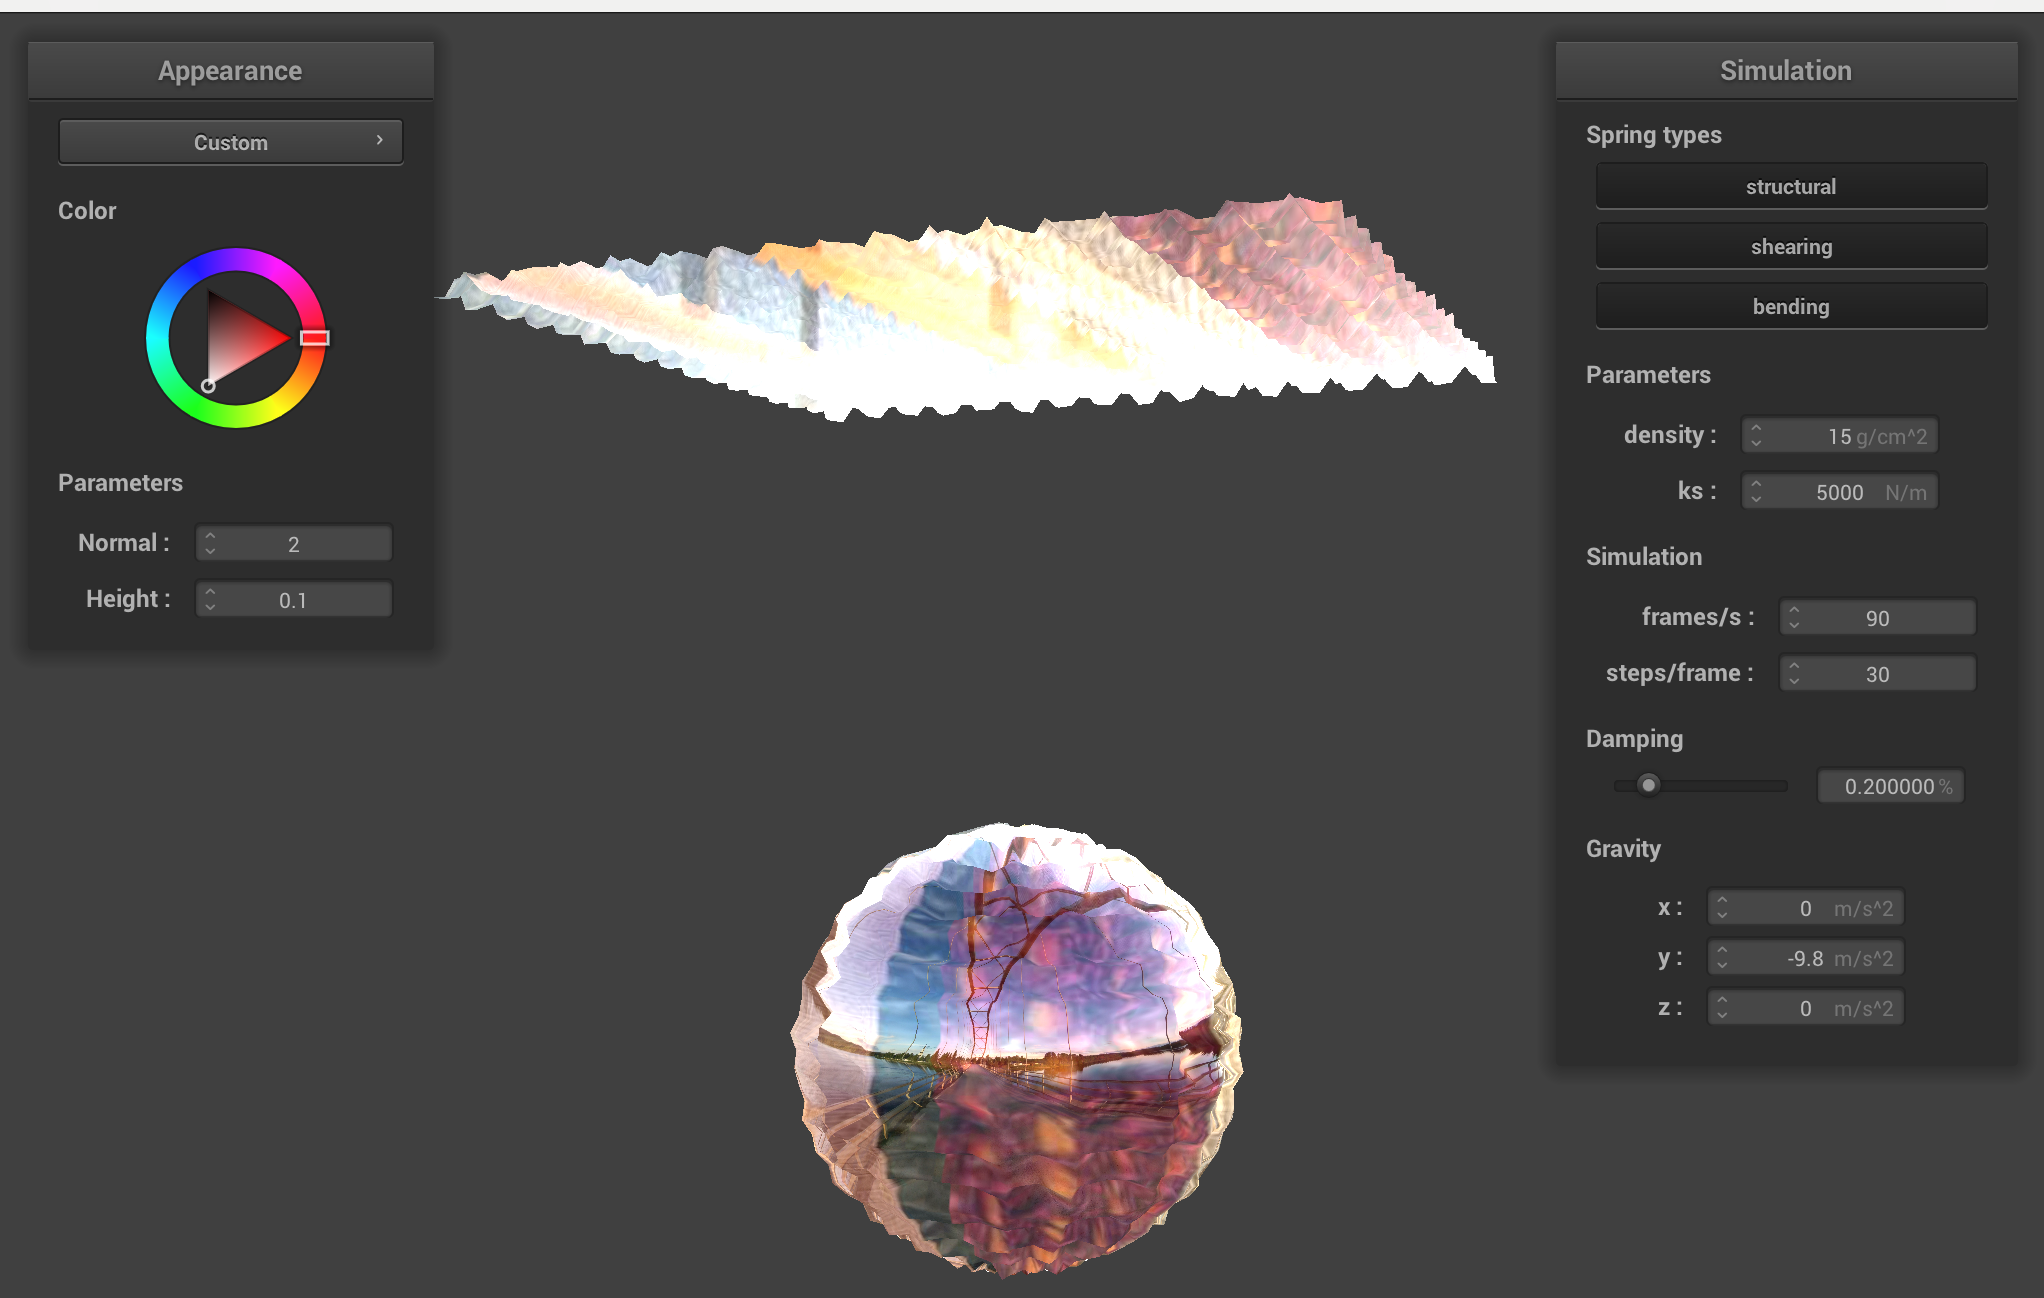 Appearance
Custom
Color
Parameters
Normal : 2
Height : 0.1
Simulation
Spring types
structural
shearing
bending
Parameters
density : 15 g/cm^2
ks : 5000 N/m
Simulation
frames/s : 90
steps/frame : 30
Damping
0.200000 %
Gravity
x : 0 m/s^2
y : -9.8 m/s^2
z : 0 m/s^2